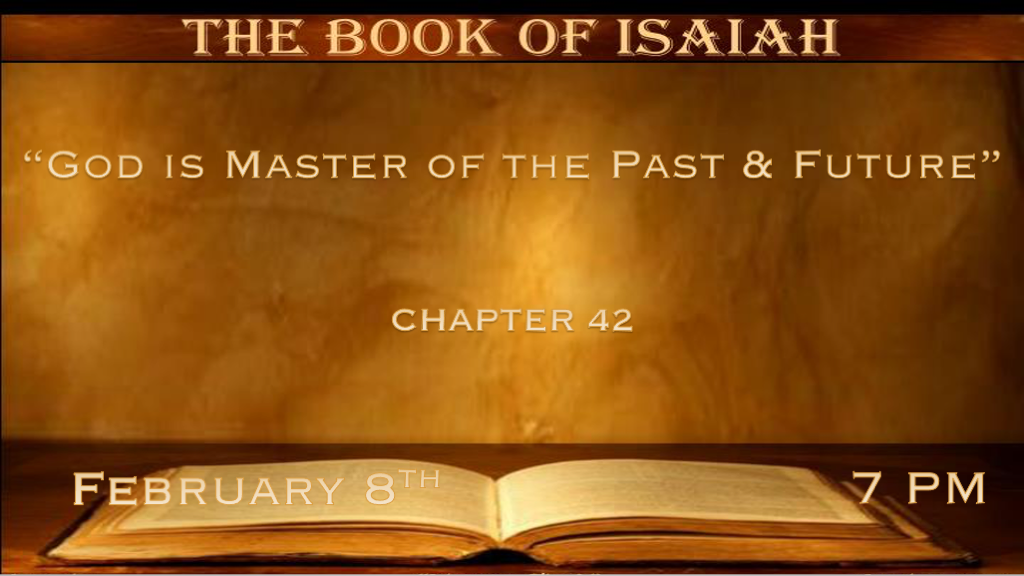 THE BOOK OF ISAIAH
“GOD IS MASTER OF THE PAST & FUTURE”
CHAPTER 42
FEBRUARY 8TH 7 PM